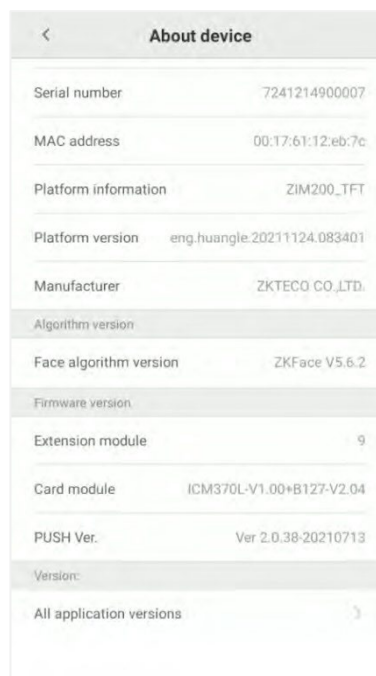 About device
Serial number 7241214900007
MAC address 00:17:61:12:eb:7c
Platform information ZIM200_TFT
Platform version eng.huangle.20211124.083401
Manufacturer ZKTECO CO.,LTD.
Algorithm version
Face algorithm version ZKFace V5.6.2
Firmware version
Extension module 9
Card module ICM370L-V1.00+B127-V2.04
PUSH Ver. Ver 2.0.38-20210713
Version:
All application versions